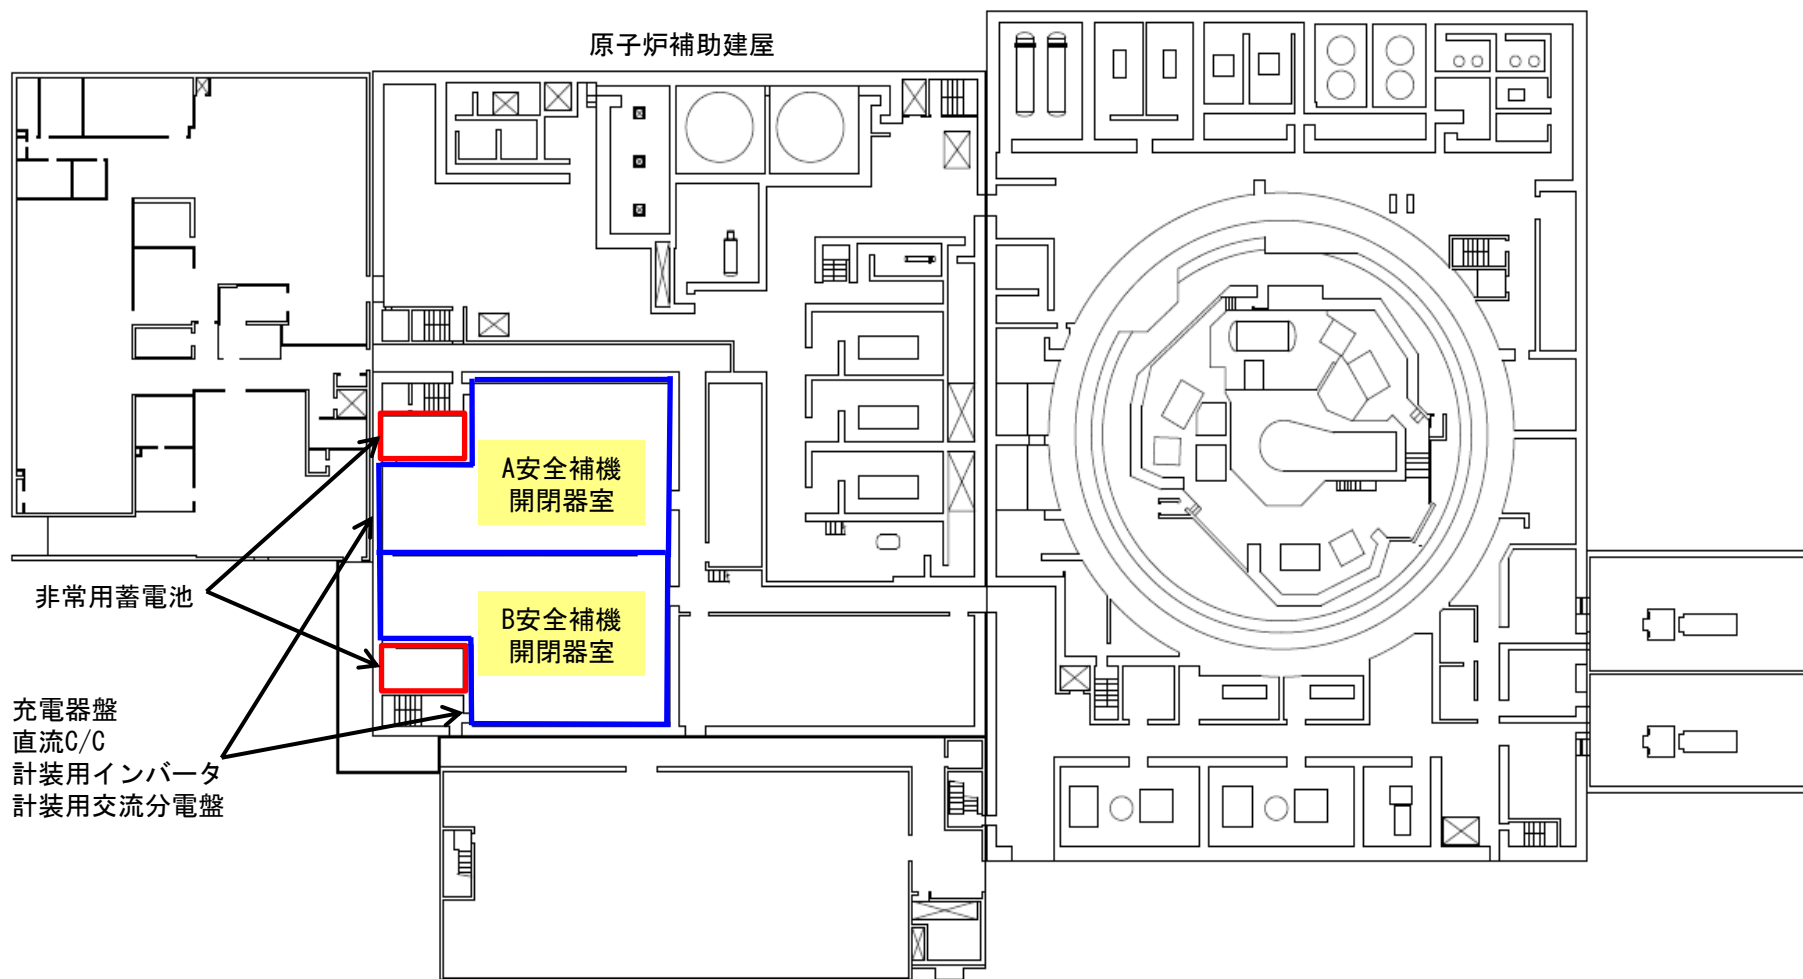 原子炉補助建屋
A安全補機
開閉器室
B安全補機
開閉器室
非常用蓄電池
充電器盤
直流C/C
計装用インバータ
計装用交流分電盤